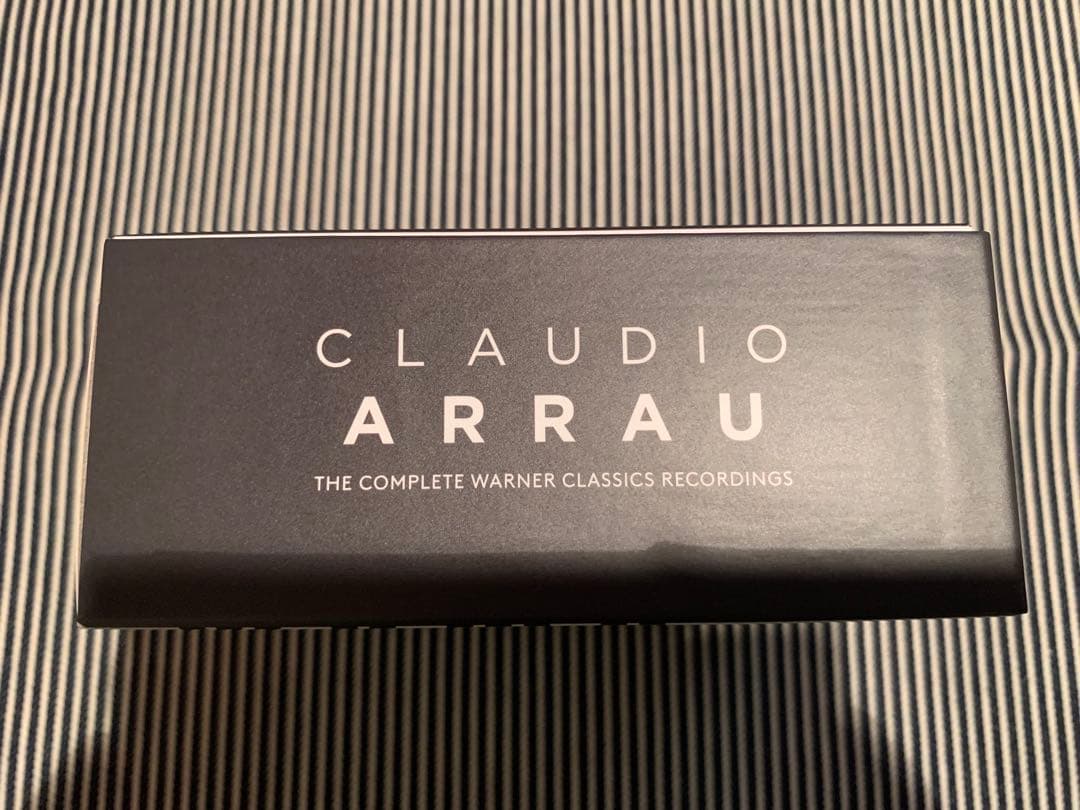 CLAUDIO
ARRAU
THE COMPLETE WARNER CLASSICS RECORDINGS